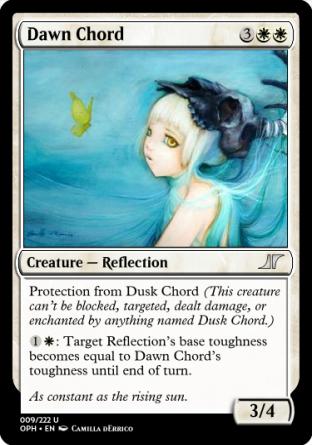 Dawn Chord 3
Creature — Reflection
Protection from Dusk Chord (This creature
can't be blocked, targeted, dealt damage, or
enchanted by anything named Dusk Chord.)
1 : Target Reflection's base toughness
becomes equal to Dawn Chord's
toughness until end of turn.
As constant as the rising sun.
3/4
009/222 U
OPH • EN CAMILLA DERRICO